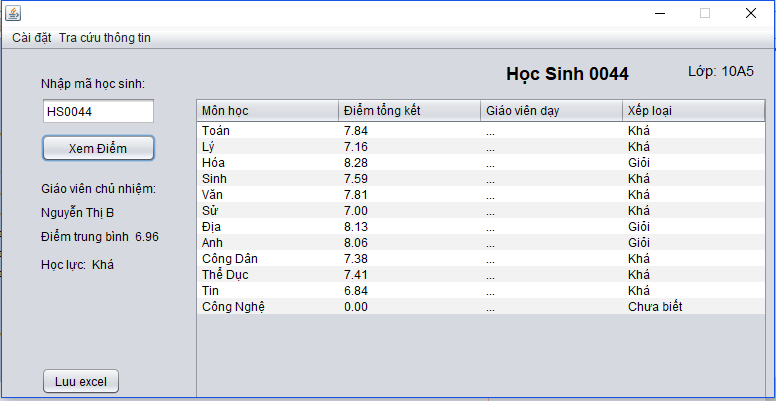 Cài đặt Tra cứu thông tin
Nhập mã học sinh:
HS0044
Xem Điểm
Giáo viên chủ nhiệm:
Nguyễn Thị B
Điểm trung bình 6.96
Học lực: Khá
Luu excel
Học Sinh 0044
Lớp: 10A5
Môn học Điểm tổng kết Giáo viên dạy Xếp loại
Toán 7.84 ... Khá
Lý 7.16 ... Khá
Hóa 8.28 ... Giỏi
Sinh 7.59 ... Khá
Văn 7.81 ... Khá
Sử 7.00 ... Khá
Địa 8.13 ... Giỏi
Anh 8.06 ... Giỏi
Công Dân 7.38 ... Khá
Thể Dục 7.41 ... Khá
Tin 6.84 ... Khá
Công Nghệ 0.00 ... Chưa biết